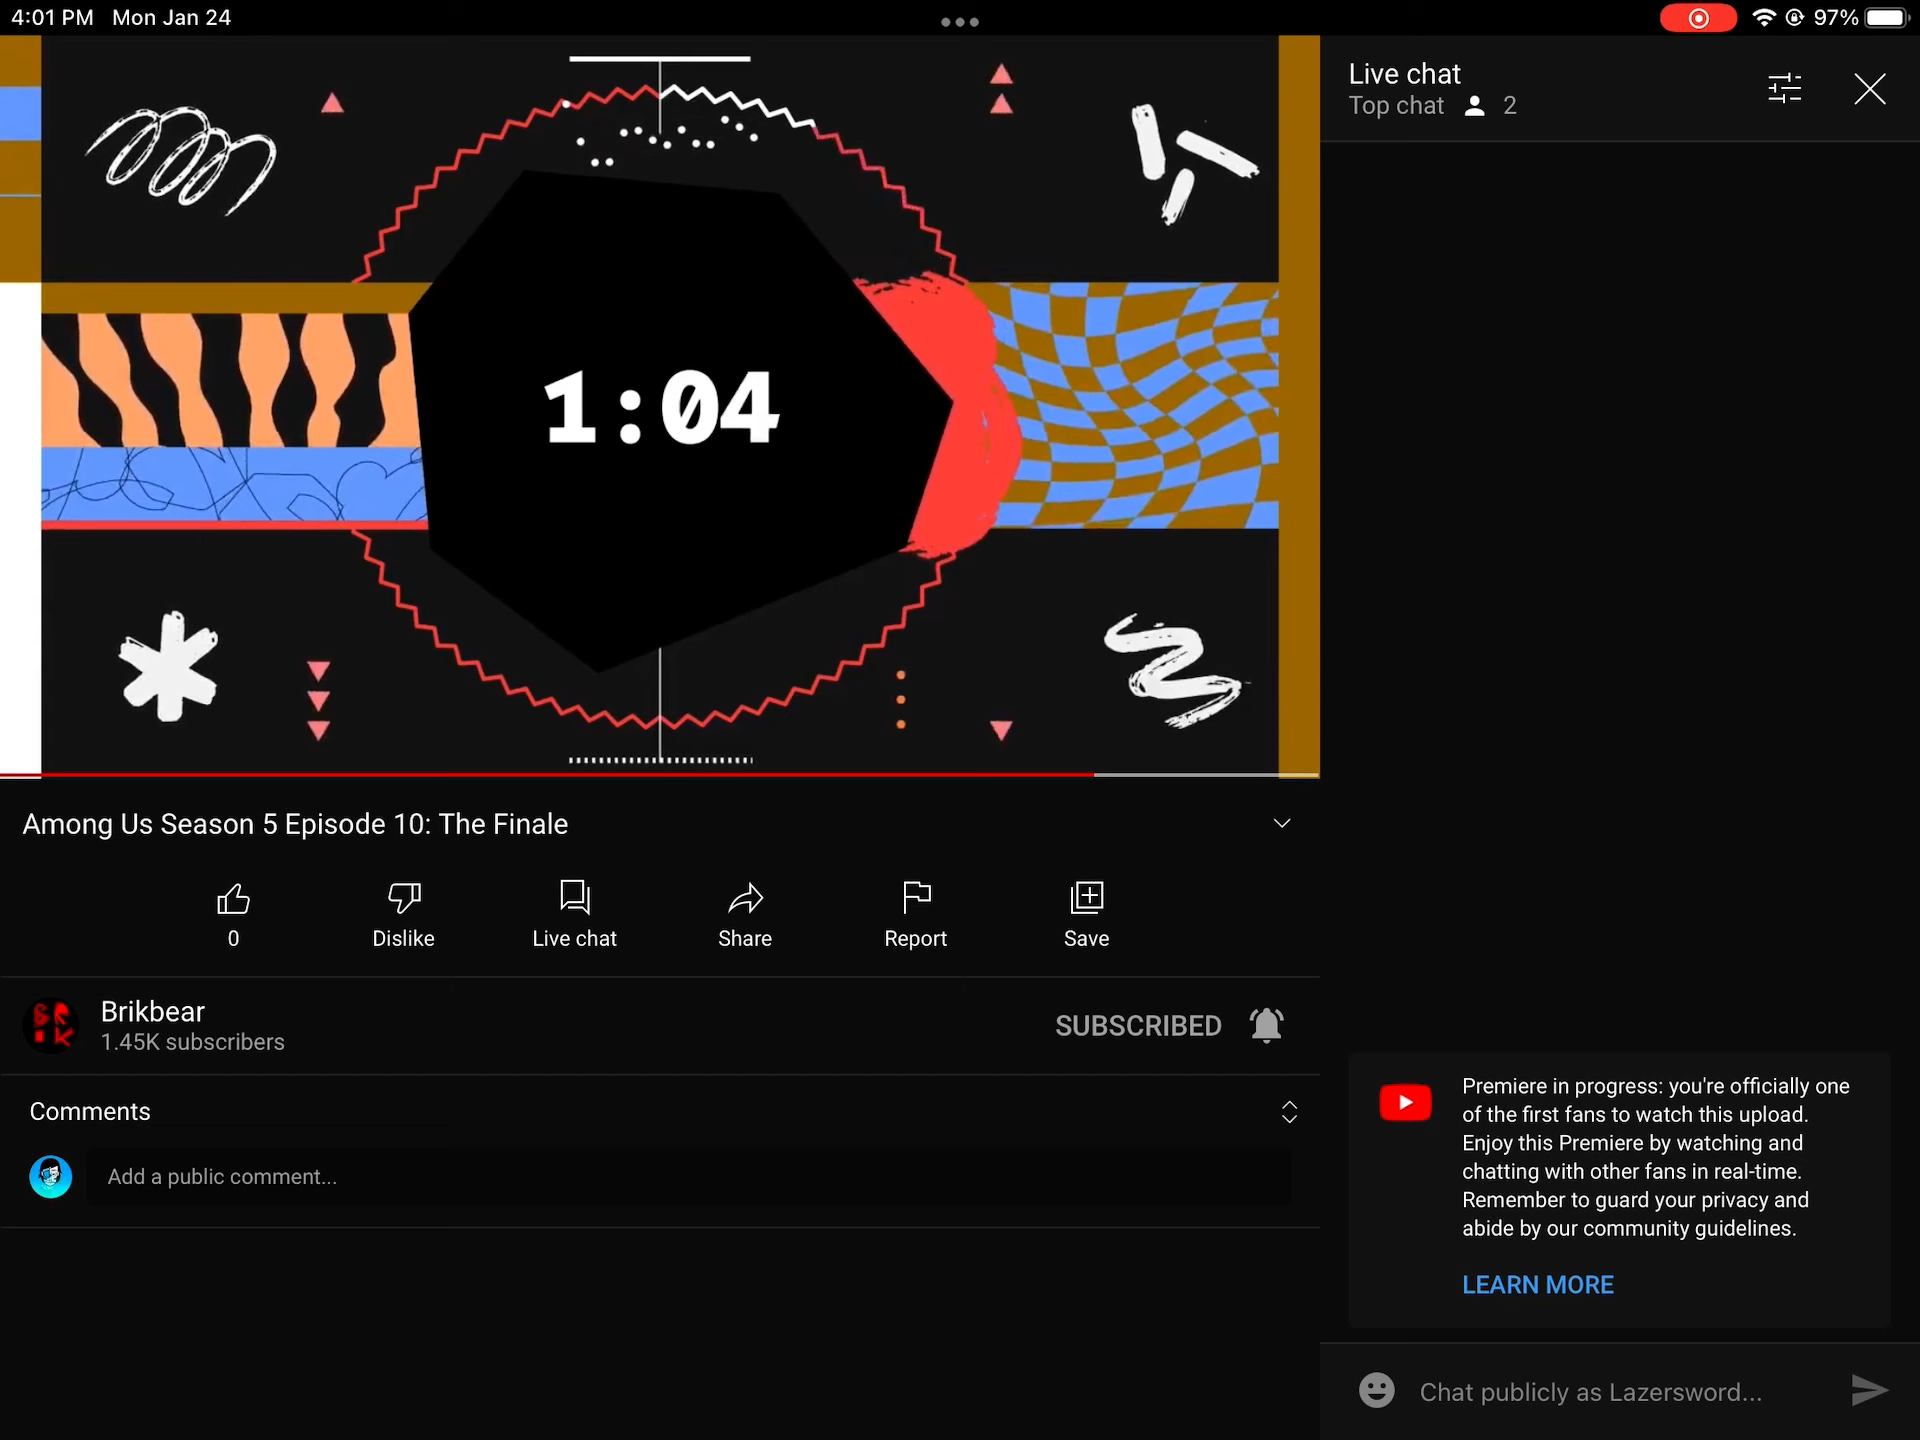 4:01 PM Mon Jan 24
97%
1:04
Among Us Season 5 Episode 10: The Finale
0
Dislike
Live chat
Share
Report
Save
Brikbear
1.45K subscribers
SUBSCRIBED
Comments
Add a public comment...
Live chat
Top chat 2
Premiere in progress: you're officially one
of the first fans to watch this upload.
Enjoy this Premiere by watching and
chatting with other fans in real-time.
Remember to guard your privacy and
abide by our community guidelines.
LEARN MORE
Chat publicly as Lazersword...